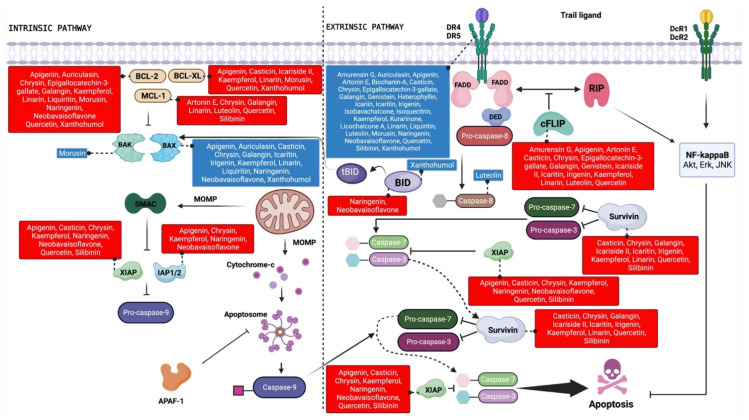 INTRINSIC PATHWAY
Apigenin, Auriculasin,
Chrysin, Epigallocatechin-3-
gallate, Galangin, Kaempferol,
Linarin, Liquiritin, Morusin,
Naringenin,
Neobavaisoflavone
Quercetin, Xanthohumol
BCL-2
BCL-XL
MCL-1
Apigenin, Casticin, Icariside II,
Kaempferol, Linarin, Morusin,
Quercetin, Xanthohumol
Artonin E, Chrysin, Galangin,
Linarin, Luteolin, Quercetin,
Silibinin
Morusin
BAK
BAX
Apigenin, Auriculasin, Casticin,
Chrysin, Galangin, Icaritin,
Irigenin, Kaempferol, Linarin,
Liquiritin, Naringenin,
Neobavaisoflavone, Xanthohumol
SMAC
MOMP
MOMP
Apigenin, Casticin, Chrysin,
Kaempferol, Naringenin,
Neobavaisoflavone,
Quercetin, Silibinin
Apigenin, Chrysin,
Kaempferol, Naringenin,
Neobavaisoflavone
XIAP
IAP1/2
Pro-caspase-9
Cytochrome-c
Apoptosome
APAF-1
Caspase-9
EXTRINSIC PATHWAY
DR4
DR5
Trail ligand
DcR1
DcR2
Amurensin G, Auriculasin, Apigenin,
Artonin E, Biochanin-A, Casticin,
Chrysin, Epigallocatechin-3-gallate,
Galangin, Genistein, Heterophyllin,
Icariin, Icaritin, Irigenin,
Isobavachalcone, Isoquecitrin,
Kaempferol, Kurarinone,
Licochalcone A, Linarin, Liquiritin,
Luteolin, Morusin, Naringenin,
Neobavaisoflavone, Quercetin,
Silibinin, Xanthohumol
FADD
FADD
DED
Pro-caspase-8
RIP
cFLIP
Amurensin G, Apigenin, Artonin E,
Casticin, Chrysin, Epigallocatechin-3-
gallate, Galangin, Genistein, Icariside
II, Icaritin, Irigenin, Kaempferol,
Linarin, Luteolin, Quercetin
NF-kappaB
Akt, Erk, JNK
tBID
BID
Xanthohumol
Naringenin,
Neobavaisoflavone
Luteolin
Caspase-8
Pro-caspase-7
Pro-caspase-3
Survivin
Casticin, Chrysin, Galangin,
Icariside II, Icaritin, Irigenin,
Kaempferol, Linarin, Quercetin,
Silibinin
Caspase-7
Caspase-3
XIAP
Apigenin, Casticin, Chrysin, Kaempferol,
Naringenin, Neobavaisoflavone,
Quercetin, Silibinin
Pro-caspase-7
Pro-caspase-3
Survivin
Casticin, Chrysin, Galangin,
Icariside II, Icaritin, Irigenin,
Kaempferol, Linarin, Quercetin,
Silibinin
Apigenin, Casticin,
Chrysin, Kaempferol,
Naringenin,
Neobavaisoflavone,
Quercetin, Silibinin
XIAP
Caspase-7
Caspase-3
Apoptosis